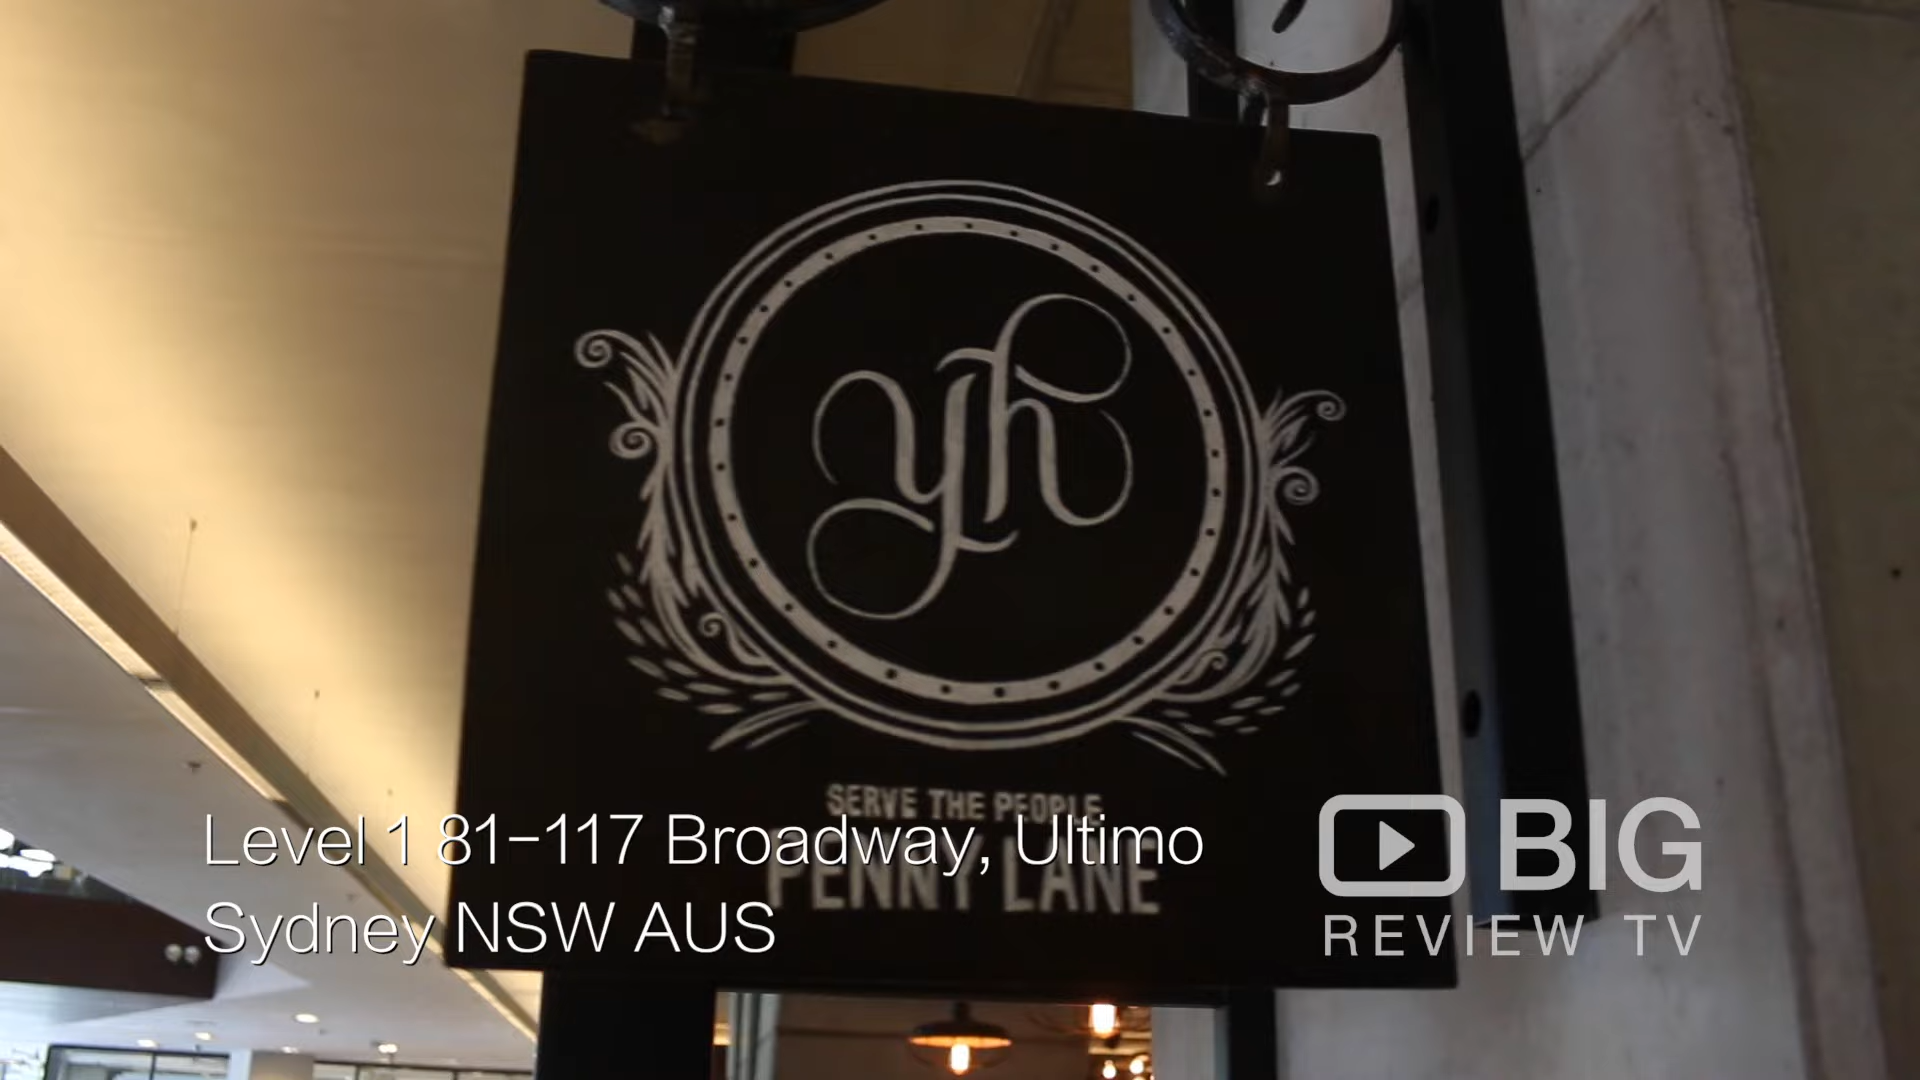 yh
SERVE THE PEOPLE
PENNY LANE
Level 1 81-117 Broadway, Ultimo
Sydney NSW AUS
BIG
REVIEW TV